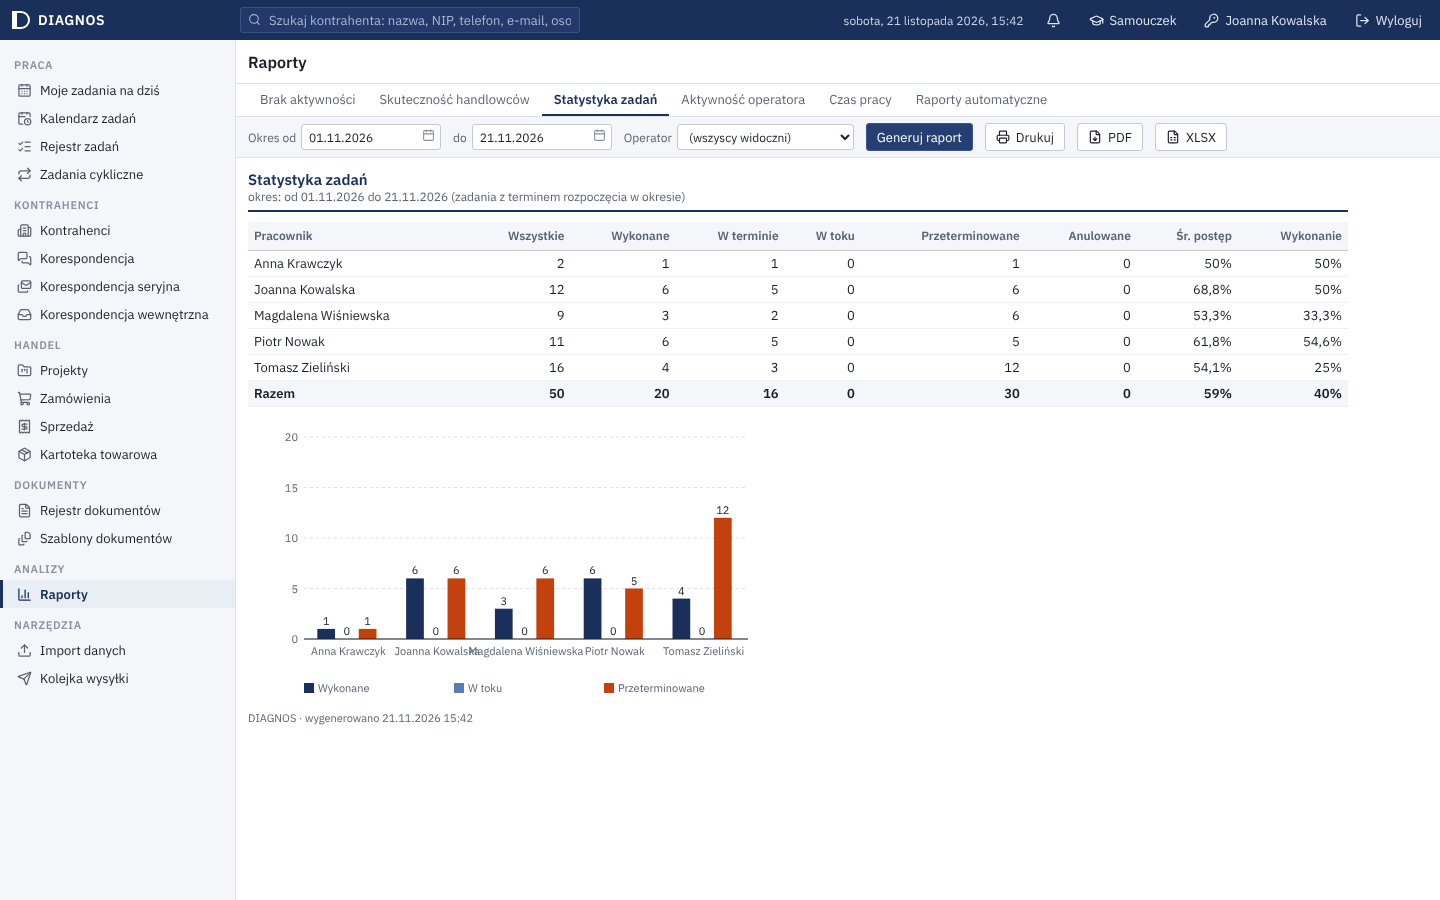 DIAGNOS
Szukaj kontrahenta: nazwa, NIP, telefon, e-mail, oso
sobota, 21 listopada 2026, 15:42
Samouczek
Joanna Kowalska
Wyloguj
PRACA
Moje zadania na dziś
Kalendarz zadań
Rejestr zadań
Zadania cykliczne
KONTRAHENCI
Kontrahenci
Korespondencja
Korespondencja seryjna
Korespondencja wewnętrzna
HANDEL
Projekty
Zamówienia
Sprzedaż
Kartoteka towarowa
DOKUMENTY
Rejestr dokumentów
Szablony dokumentów
ANALIZY
Raporty
NARZĘDZIA
Import danych
Kolejka wysyłki
Raporty
Brak aktywności Skuteczność handlowców Statystyka zadań Aktywność operatora Czas pracy Raporty automatyczne
Okres od 01.11.2026 do 21.11.2026 Operator (wszyscy widoczni) Generuj raport Drukuj PDF XLSX
Statystyka zadań
okres: od 01.11.2026 do 21.11.2026 (zadania z terminem rozpoczęcia w okresie)
Pracownik Wszystkie Wykonane W terminie W toku Przeterminowane Anulowane Śr. postęp Wykonanie
Anna Krawczyk 2 1 1 0 1 0 50% 50%
Joanna Kowalska 12 6 5 0 6 0 68,8% 50%
Magdalena Wiśniewska 9 3 2 0 6 0 53,3% 33,3%
Piotr Nowak 11 6 5 0 5 0 61,8% 54,6%
Tomasz Zieliński 16 4 3 0 12 0 54,1% 25%
Razem 50 20 16 0 30 0 59% 40%
20
15
10
5
0
1 0 1 6 0 6 3 0 6 6 0 5 4 0 12
Anna Krawczyk Joanna Kowalska Magdalena Wiśniewska Piotr Nowak Tomasz Zieliński
Wykonane W toku Przeterminowane
DIAGNOS · wygenerowano 21.11.2026 15:42